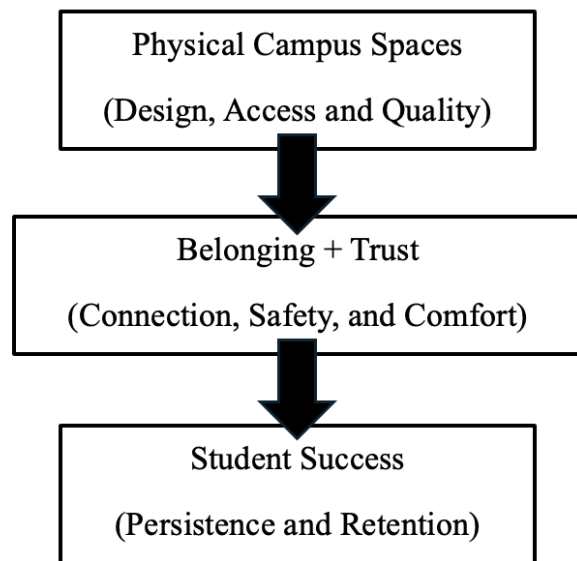 Physical Campus Spaces
(Design, Access and Quality)
Belonging + Trust
(Connection, Safety, and Comfort)
Student Success
(Persistence and Retention)